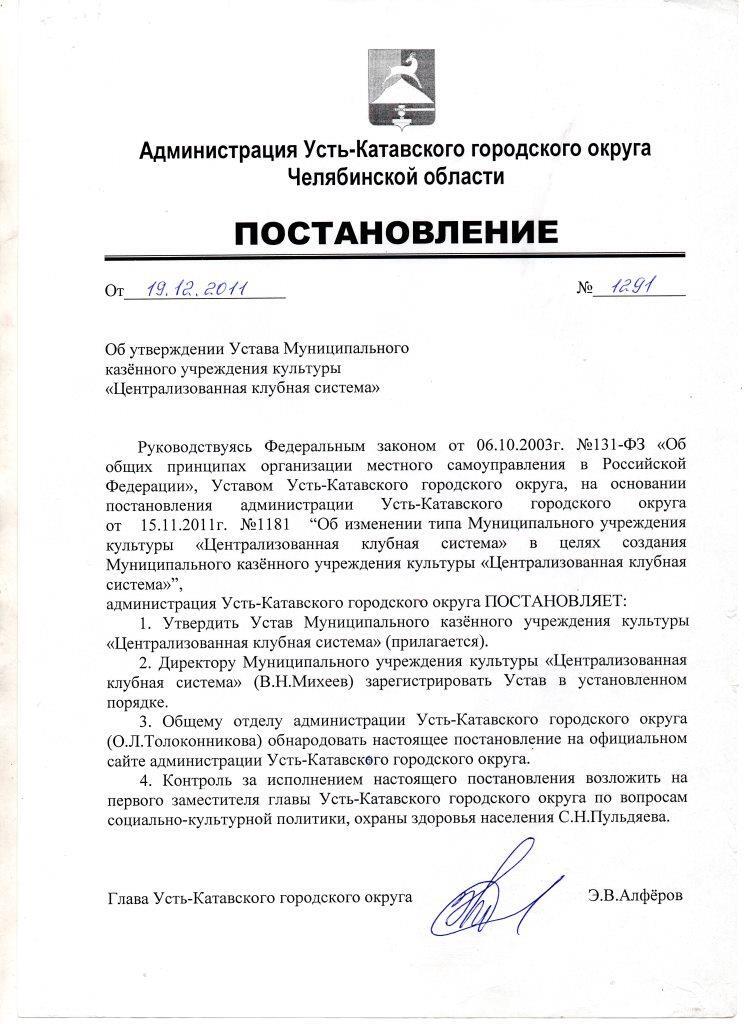 Администрация Усть-Катавского городского округа
Челябинской области
ПОСТАНОВЛЕНИЕ
От 19.12.2011 № 1291
Об утверждении Устава Муниципального
казённого учреждения культуры
«Централизованная клубная система»
Руководствуясь Федеральным законом от 06.10.2003г. №131-ФЗ «Об
общих принципах организации местного самоуправления в Российской
Федерации», Уставом Усть-Катавского городского округа, на основании
постановления администрации Усть-Катавского городского округа
от 15.11.2011г. №1181 “Об изменении типа Муниципального учреждения
культуры «Централизованная клубная система» в целях создания
Муниципального казённого учреждения культуры «Централизованная клубная
система»”,
администрация Усть-Катавского городского округа ПОСТАНОВЛЯЕТ:
1. Утвердить Устав Муниципального казённого учреждения культуры
«Централизованная клубная система» (прилагается).
2. Директору Муниципального учреждения культуры «Централизованная
клубная система» (В.Н.Михеев) зарегистрировать Устав в установленном
порядке.
3. Общему отделу администрации Усть-Катавского городского округа
(О.Л.Толоконникова) обнародовать настоящее постановление на официальном
сайте администрации Усть-Катавского городского округа.
4. Контроль за исполнением настоящего постановления возложить на
первого заместителя главы Усть-Катавского городского округа по вопросам
социально-культурной политики, охраны здоровья населения С.Н.Пульдяева.
Глава Усть-Катавского городского округа Э.В.Алфёров